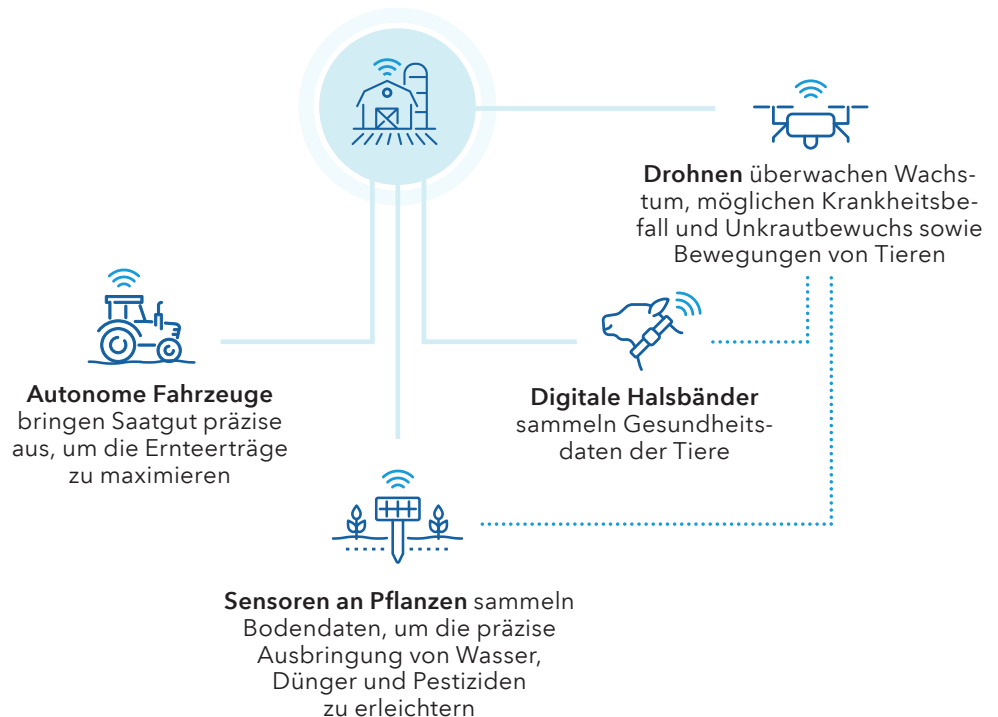 Drohnen überwachen Wachs-
tum, möglichen Krankheitsbe-
fall und Unkrautbewuchs sowie
Bewegungen von Tieren
Autonome Fahrzeuge
bringen Saatgut präzise
aus, um die Ernteerträge
zu maximieren
Digitale Halsbänder
sammeln Gesundheits-
daten der Tiere
Sensoren an Pflanzen sammeln
Bodendaten, um die präzise
Ausbringung von Wasser,
Dünger und Pestiziden
zu erleichtern